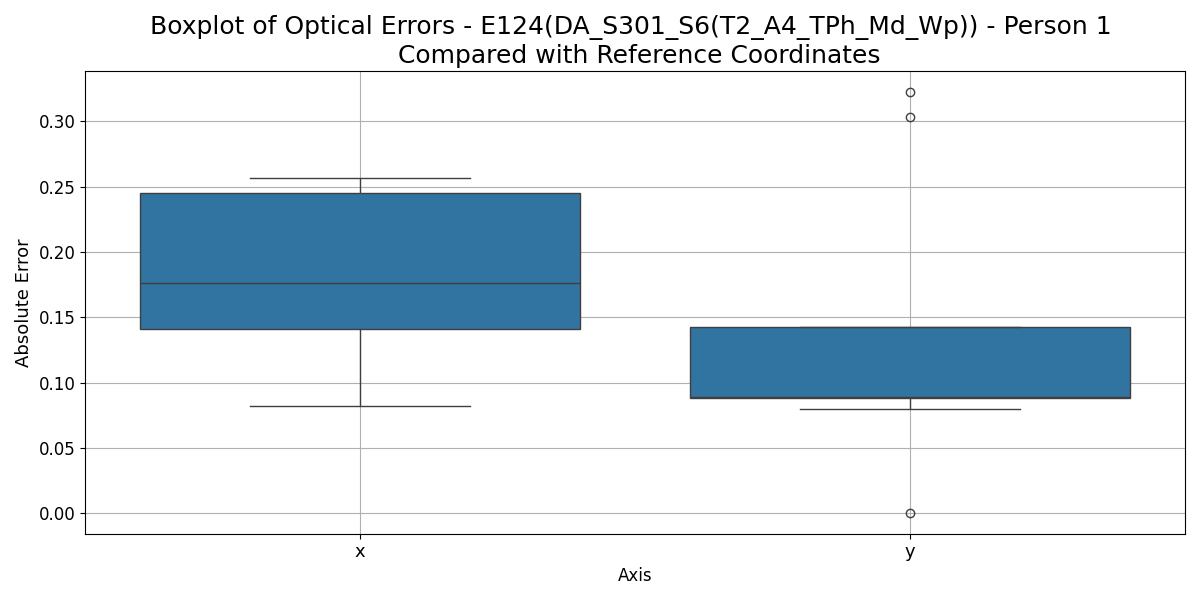 Boxplot of Optical Errors - E124(DA_S301_S6(T2_A4_TPh_Md_Wp)) - Person 1
Compared with Reference Coordinates
Absolute Error
0.30
0.25
0.20
0.15
0.10
0.05
0.00
x
y
Axis